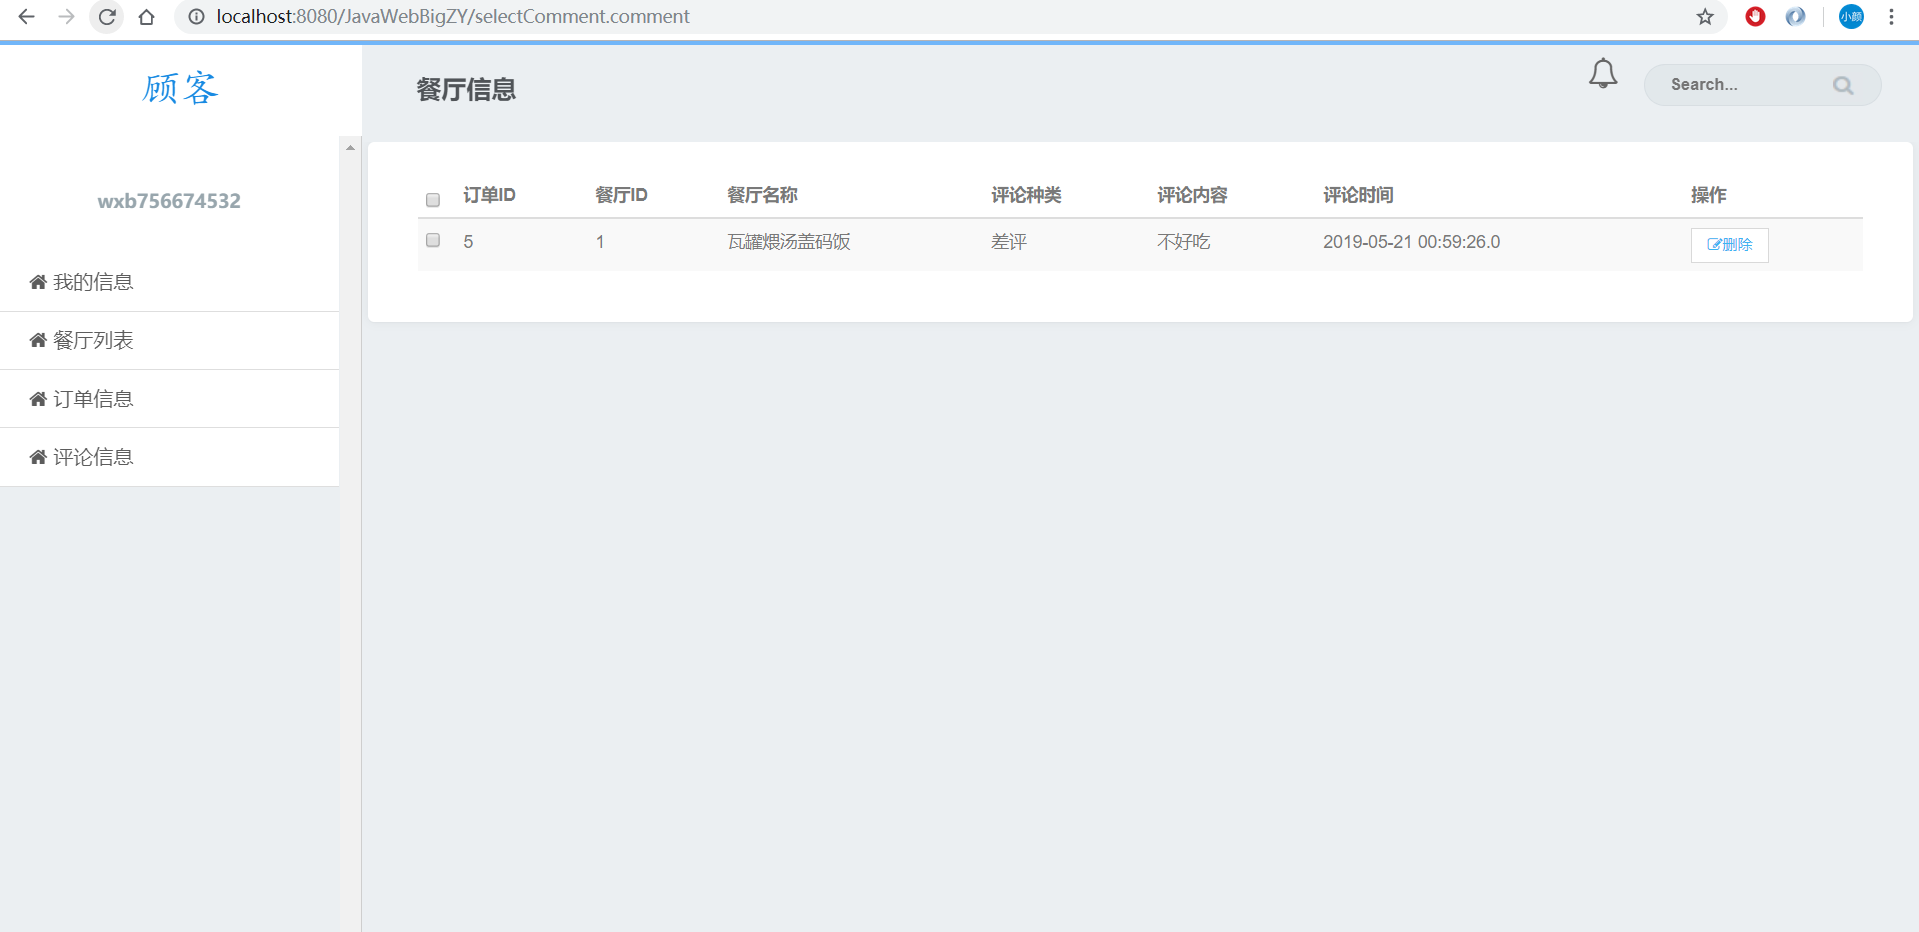 localhost:8080/JavaWebBigZY/selectComment.comment
小颜
顾客
餐厅信息
Search...
wxb756674532
我的信息
餐厅列表
订单信息
评论信息
订单ID 餐厅ID 餐厅名称 评论种类 评论内容 评论时间 操作
5 1 瓦罐煨汤盖码饭 差评 不好吃 2019-05-21 00:59:26.0 删除